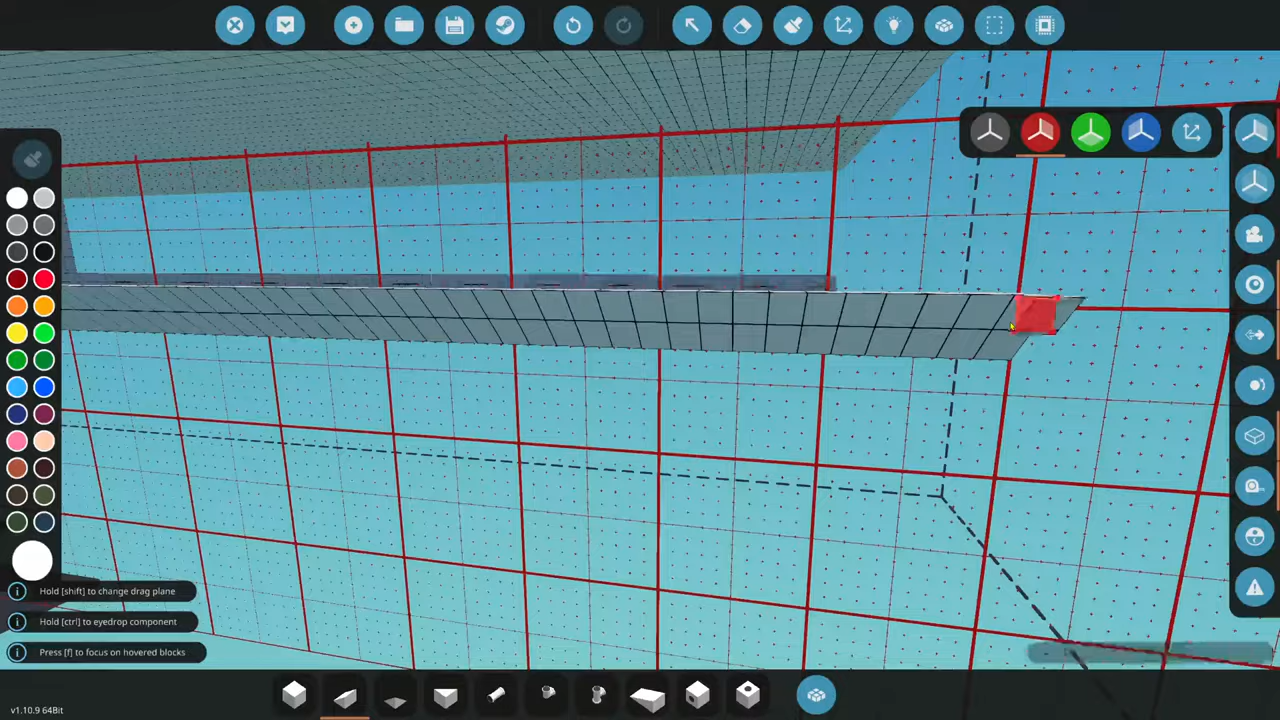 Hold [shift] to change drag plane
Hold [ctrl] to eyedrop component
Press [f] to focus on hovered blocks
v1.10.9 64Bit